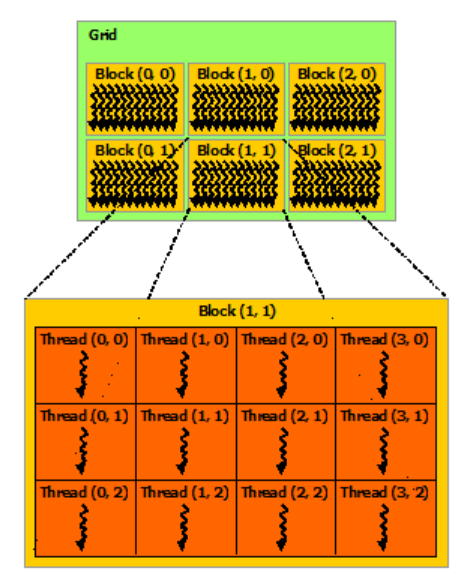 Grid
Block (0, 0) Block (1, 0) Block (2, 0)
Block (0, 1) Block (1, 1) Block (2, 1)
Block (1, 1)
Thread (0, 0) Thread (1, 0) Thread (2, 0) Thread (3, 0)
Thread (0, 1) Thread (1, 1) Thread (2, 1) Thread (3, 1)
Thread (0, 2) Thread (1, 2) Thread (2, 2) Thread (3, 2)